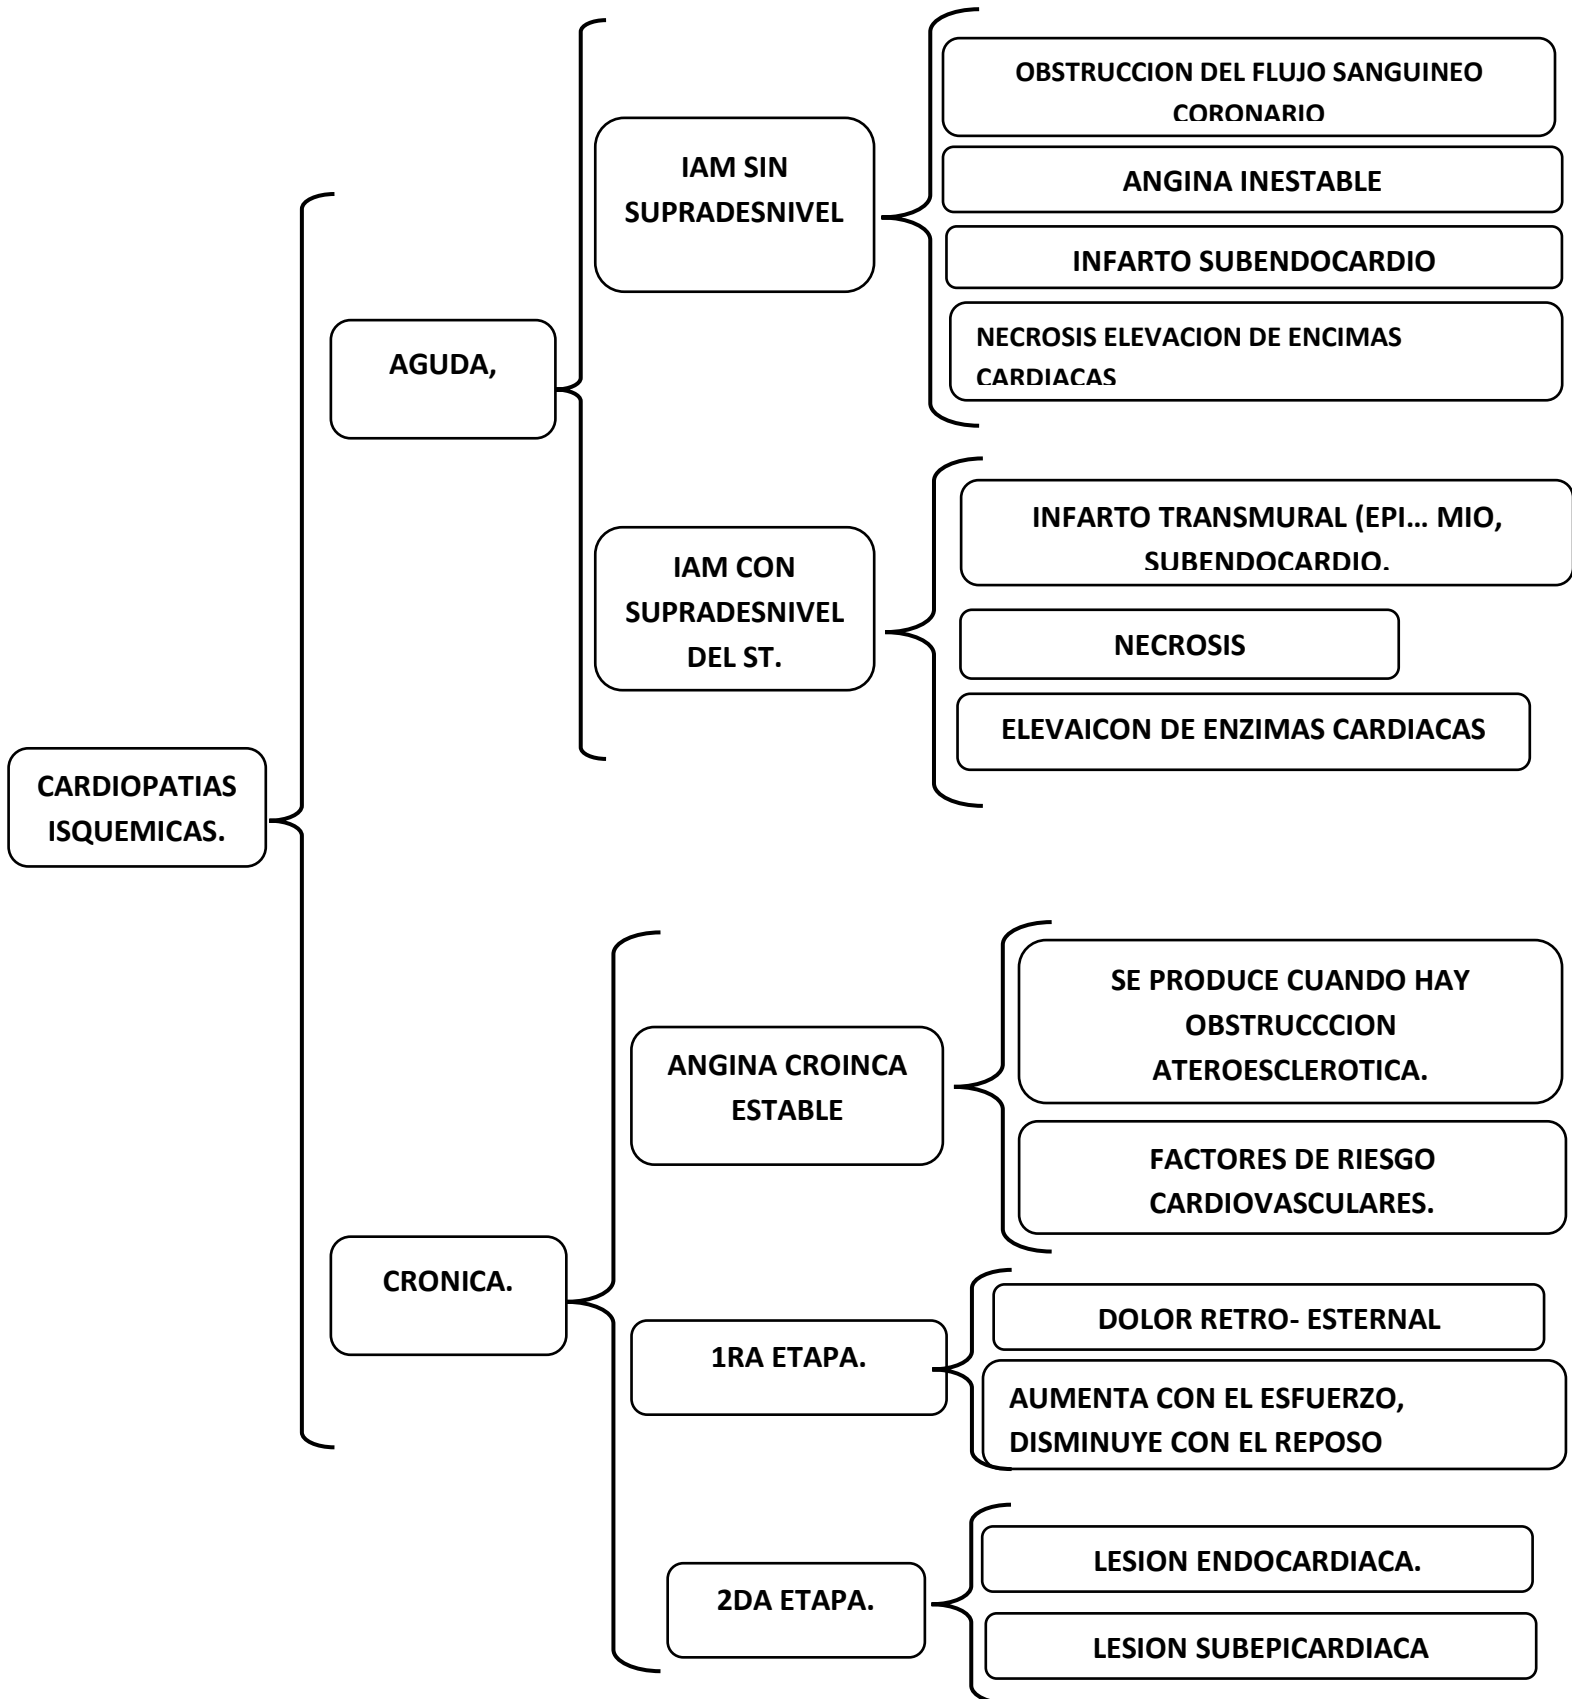 CARDIOPATIAS
ISQUEMICAS.
AGUDA,
IAM SIN
SUPRADESNIVEL
OBSTRUCCION DEL FLUJO SANGUINEO
CORONARIO
ANGINA INESTABLE
INFARTO SUBENDOCARDIO
NECROSIS ELEVACION DE ENCIMAS
CARDIACAS
IAM CON
SUPRADESNIVEL
DEL ST.
INFARTO TRANSMURAL (EPI... MIO,
SUBENDOCARDIO.
NECROSIS
ELEVAICON DE ENZIMAS CARDIACAS
CRONICA.
ANGINA CROINCA
ESTABLE
SE PRODUCE CUANDO HAY
OBSTRUCCCION
ATEROESCLEROTICA.
FACTORES DE RIESGO
CARDIOVASCULARES.
1RA ETAPA.
DOLOR RETRO- ESTERNAL
AUMENTA CON EL ESFUERZO,
DISMINUYE CON EL REPOSO
2DA ETAPA.
LESION ENDOCARDIACA.
LESION SUBEPICARDIACA